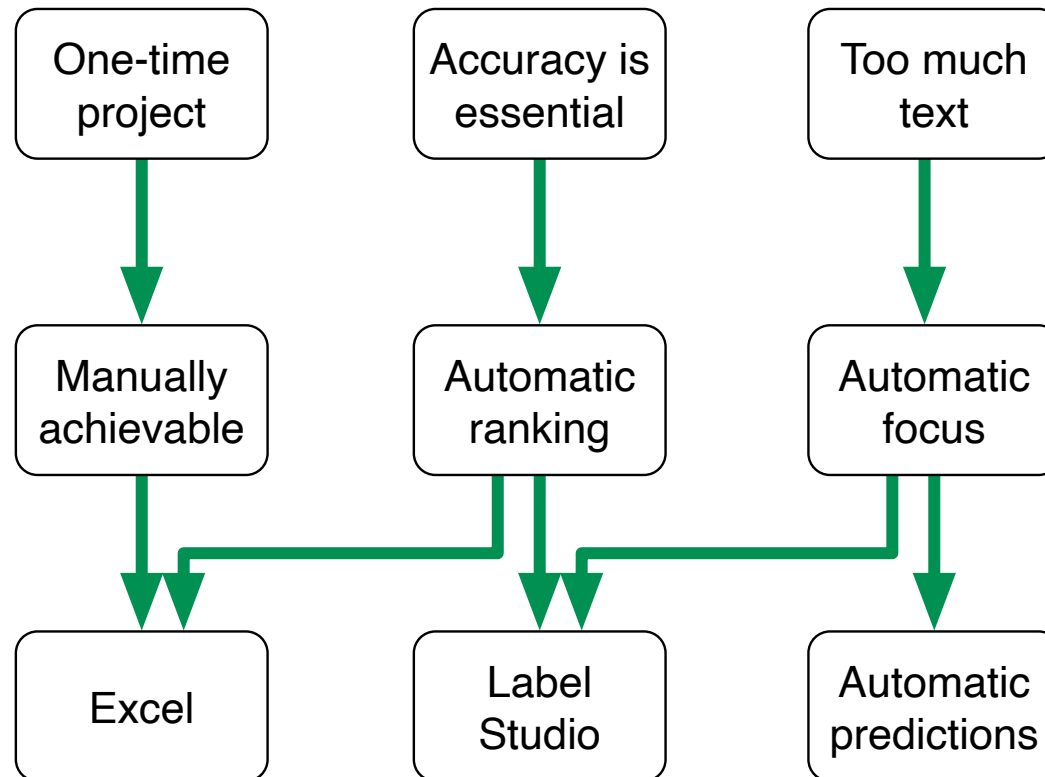 One-time
project
Accuracy is
essential
Too much
text
Manually
achievable
Automatic
ranking
Automatic
focus
Excel
Label
Studio
Automatic
predictions